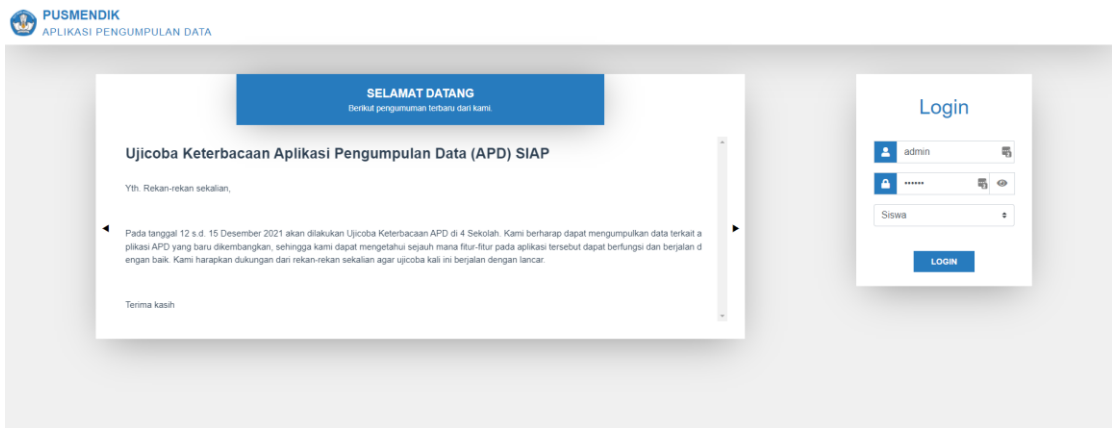 PUSMENDIK
APLIKASI PENGUMPULAN DATA
SELAMAT DATANG
Berikut pengumuman terbaru dari kami.
Ujicoba Keterbacaan Aplikasi Pengumpulan Data (APD) SIAP
Yth. Rekan-rekan sekalian,
Pada tanggal 12 s.d. 15 Desember 2021 akan dilakukan Ujicoba Keterbacaan APD di 4 Sekolah. Kami berharap dapat mengumpulkan data terkait a
plikasi APD yang baru dikembangkan, sehingga kami dapat mengetahui sejauh mana fitur-fitur pada aplikasi tersebut dapat berfungsi dan berjalan d
engan baik. Kami harapkan dukungan dari rekan-rekan sekalian agar ujicoba kali ini berjalan dengan lancar.
Terima kasih
Login
admin
••••••
Siswa
LOGIN